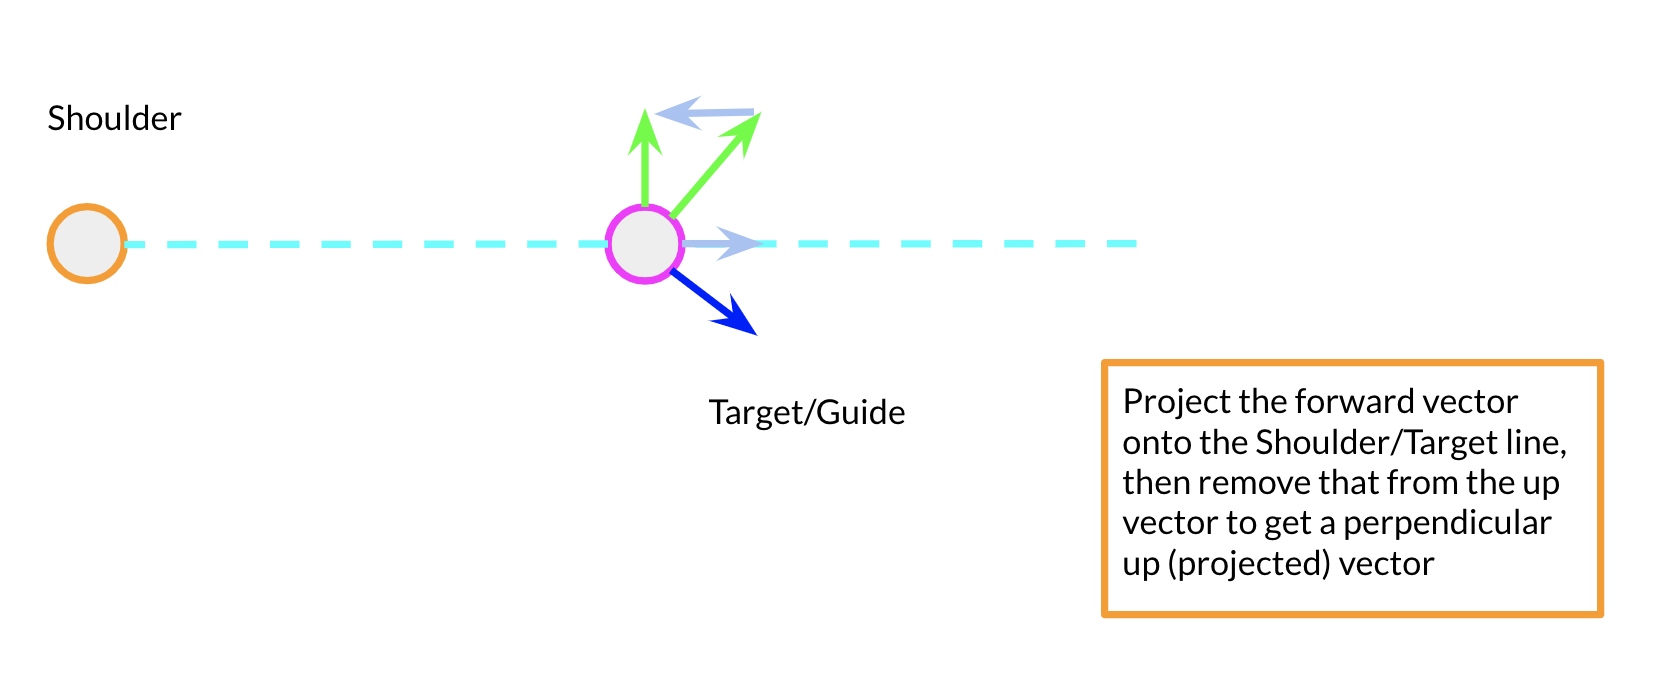 Shoulder
Target/Guide
Project the forward vector
onto the Shoulder/Target line,
then remove that from the up
vector to get a perpendicular
up (projected) vector